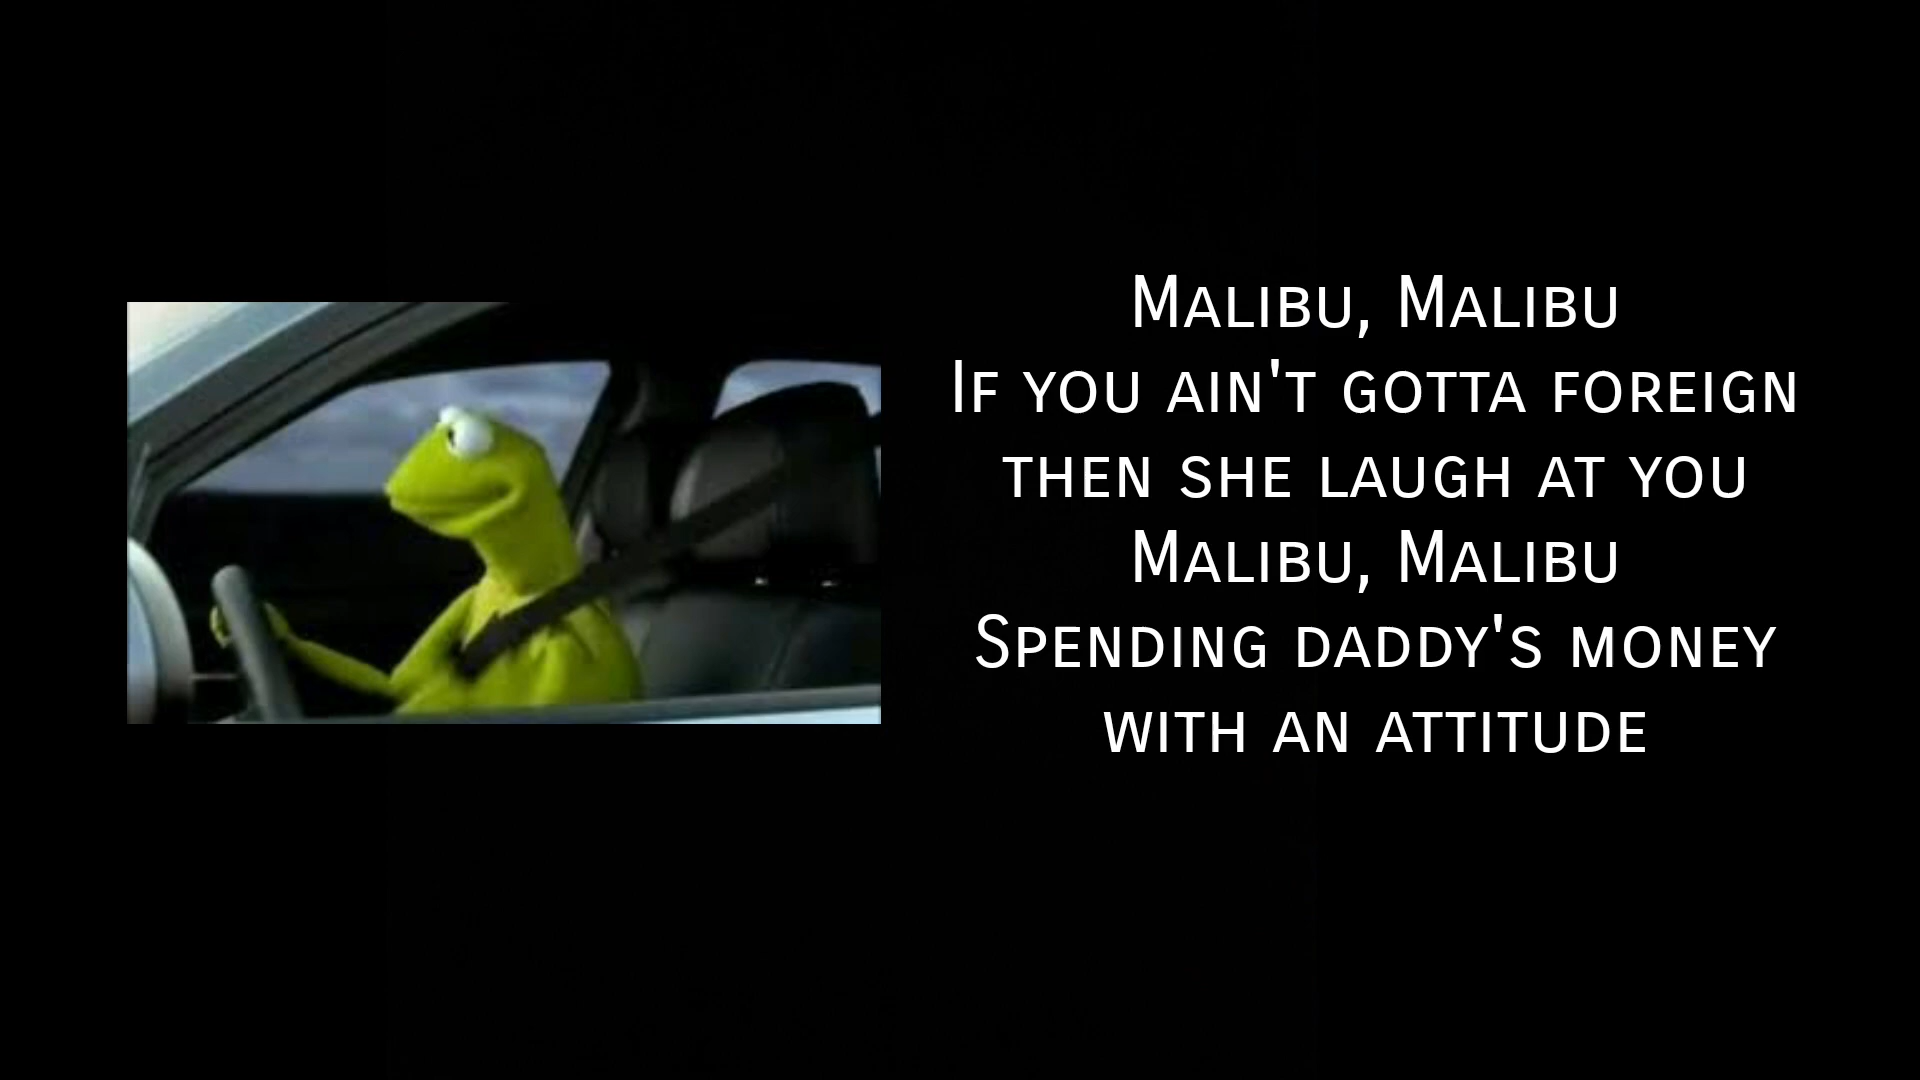 Malibu, Malibu
If you ain't gotta foreign
then she laugh at you
Malibu, Malibu
Spending daddy's money
with an attitude